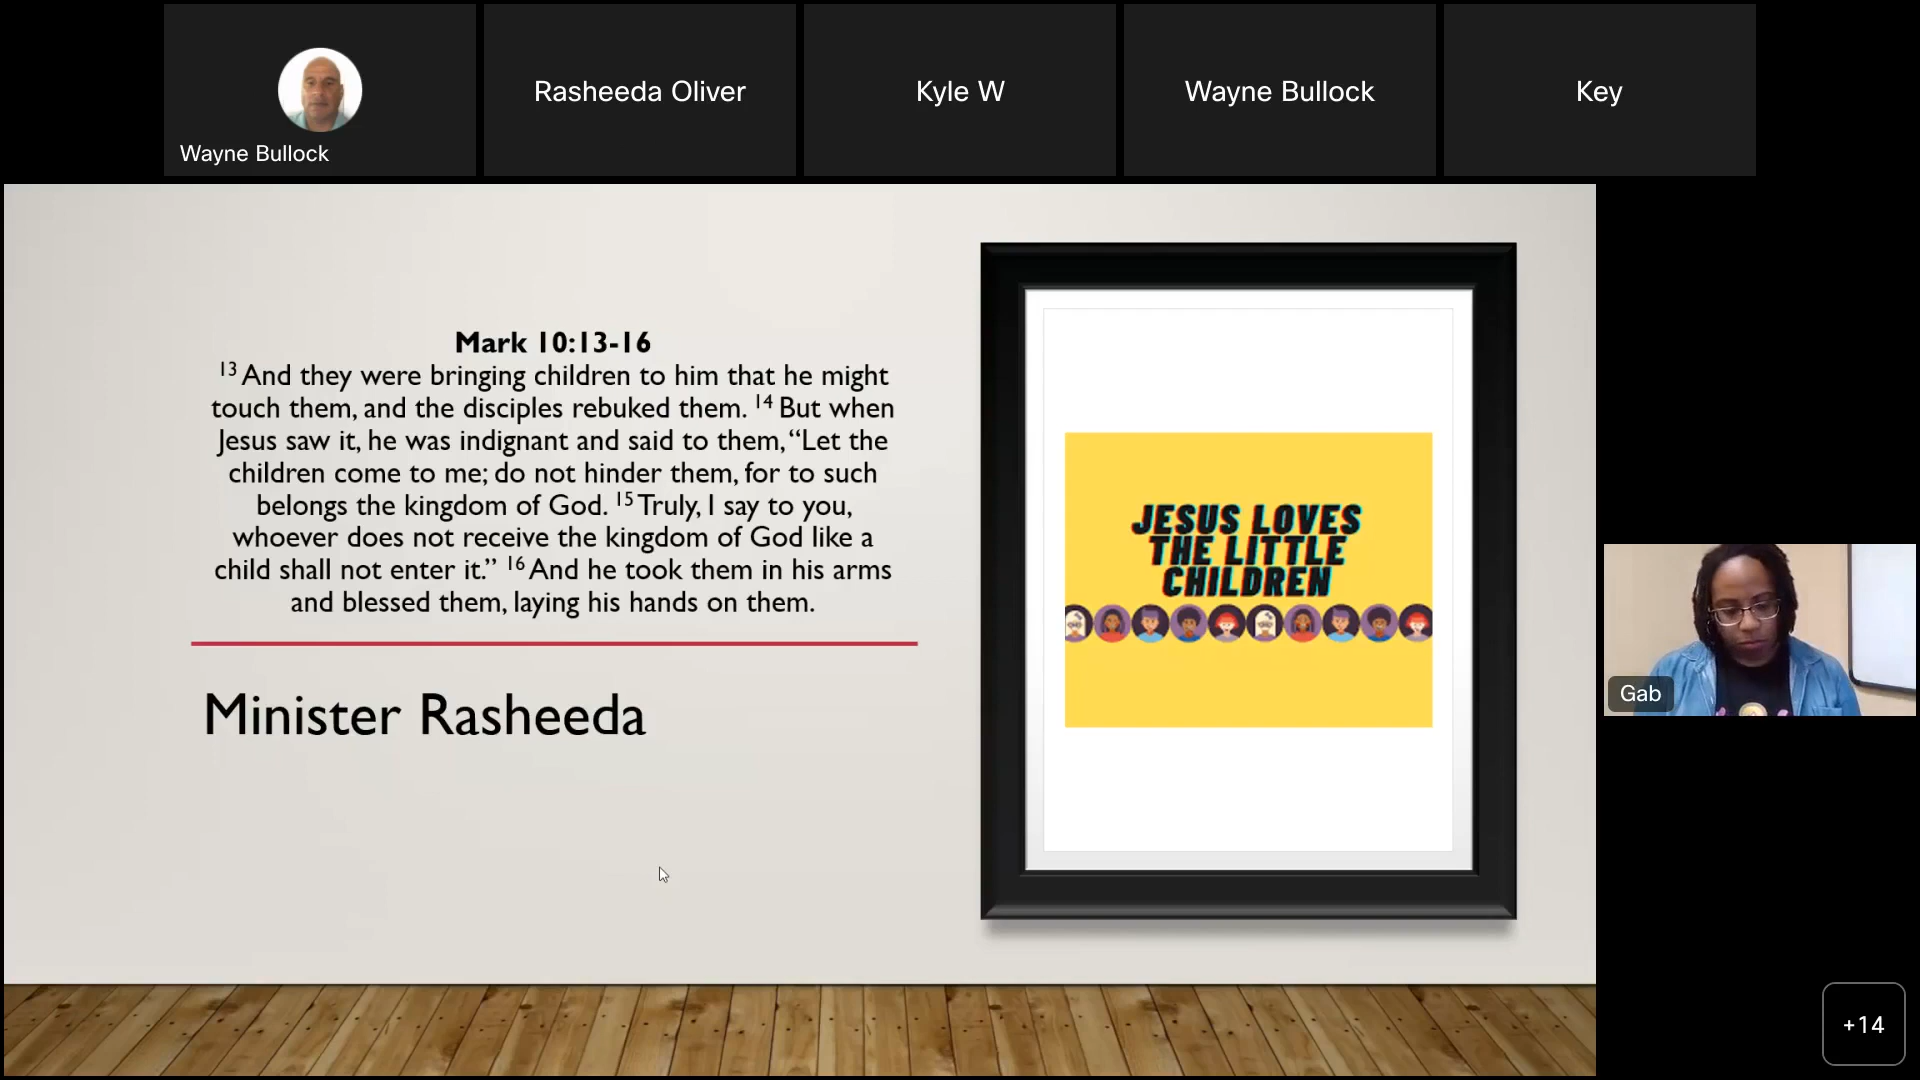 Wayne Bullock
Rasheeda Oliver
Kyle W
Wayne Bullock
Key
Mark 10:13-16
13 And they were bringing children to him that he might
touch them, and the disciples rebuked them. 14 But when
Jesus saw it, he was indignant and said to them, “Let the
children come to me; do not hinder them, for to such
belongs the kingdom of God. 15 Truly, I say to you,
whoever does not receive the kingdom of God like a
child shall not enter it.” 16 And he took them in his arms
and blessed them, laying his hands on them.
Minister Rasheeda
JESUS LOVES
THE LITTLE
CHILDREN
Gab
+14